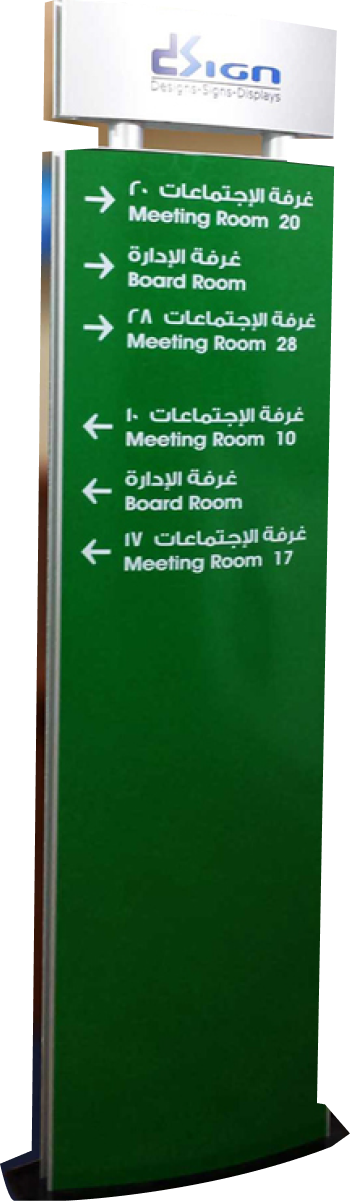 dSIGN
Designs-Signs-Displays
غرفة الإجتماعات ٢٠
Meeting Room 20
غرفة الإدارة
Board Room
غرفة الإجتماعات ٢٨
Meeting Room 28
غرفة الإجتماعات ١٠
Meeting Room 10
غرفة الإدارة
Board Room
غرفة الإجتماعات ١٧
Meeting Room 17